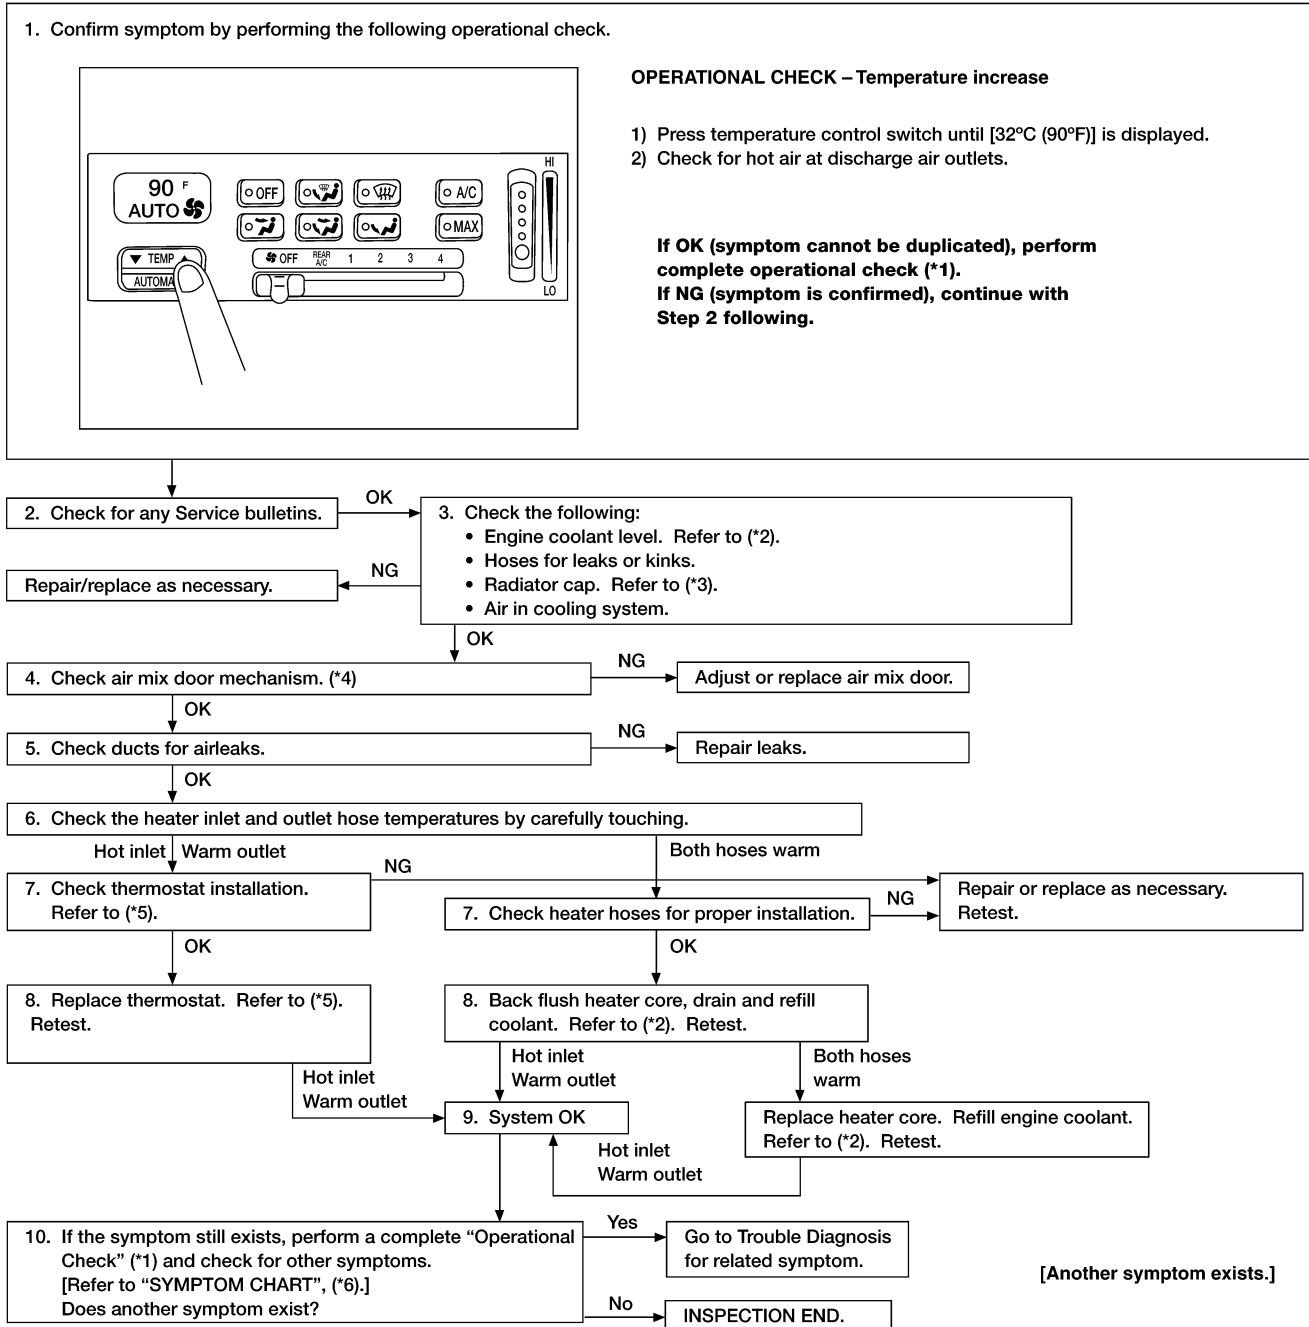 1. Confirm symptom by performing the following operational check.
OPERATIONAL CHECK – Temperature increase
1) Press temperature control switch until [32ºC (90ºF)] is displayed.
2) Check for hot air at discharge air outlets.
If OK (symptom cannot be duplicated), perform
complete operational check (*1).
If NG (symptom is confirmed), continue with
Step 2 following.
90 F
AUTO
OFF
A/C
MAX
TEMP
AUTOMA
OFF REAR A/C 1 2 3 4
HI
LO
2. Check for any Service bulletins.
OK
3. Check the following:
• Engine coolant level. Refer to (*2).
• Hoses for leaks or kinks.
• Radiator cap. Refer to (*3).
• Air in cooling system.
NG
Repair/replace as necessary.
OK
4. Check air mix door mechanism. (*4)
NG
Adjust or replace air mix door.
OK
5. Check ducts for airleaks.
NG
Repair leaks.
OK
6. Check the heater inlet and outlet hose temperatures by carefully touching.
Hot inlet Warm outlet
Both hoses warm
7. Check thermostat installation.
Refer to (*5).
NG
7. Check heater hoses for proper installation.
NG
Repair or replace as necessary.
Retest.
OK
OK
8. Replace thermostat. Refer to (*5).
Retest.
8. Back flush heater core, drain and refill
coolant. Refer to (*2). Retest.
Hot inlet
Warm outlet
Hot inlet
Warm outlet
Both hoses
warm
9. System OK
Replace heater core. Refill engine coolant.
Refer to (*2). Retest.
Hot inlet
Warm outlet
10. If the symptom still exists, perform a complete “Operational
Check” (*1) and check for other symptoms.
[Refer to “SYMPTOM CHART”, (*6).]
Does another symptom exist?
Yes
Go to Trouble Diagnosis
for related symptom.
[Another symptom exists.]
No
INSPECTION END.